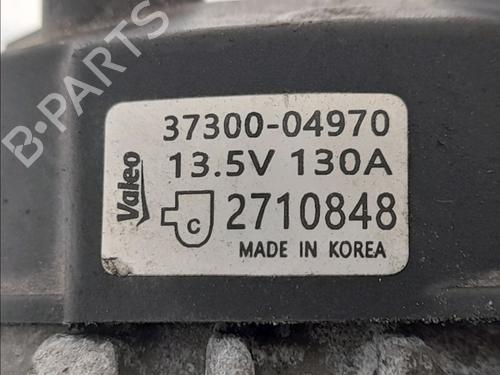 37300-04970
13.5V 130A
Valeo
C 2710848
MADE IN KOREA
B-PARTS